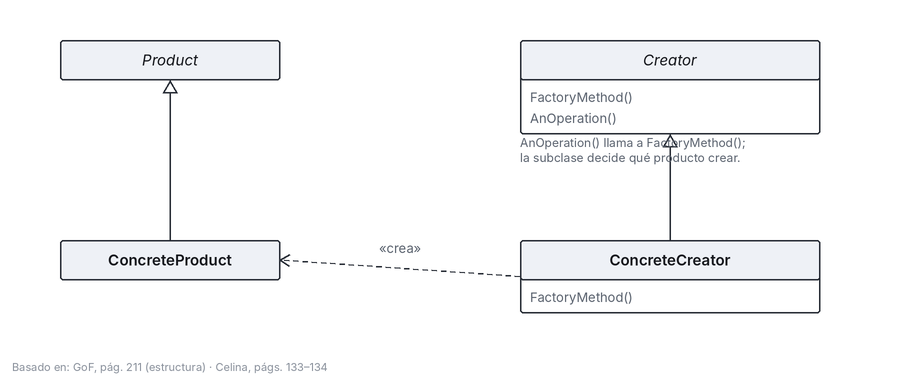 Product
Creator
FactoryMethod()
AnOperation()
AnOperation() llama a FactoryMethod();
la subclase decide qué producto crear.
«crea»
ConcreteProduct
ConcreteCreator
FactoryMethod()
Basado en: GoF, pág. 211 (estructura) · Celina, págs. 133–134